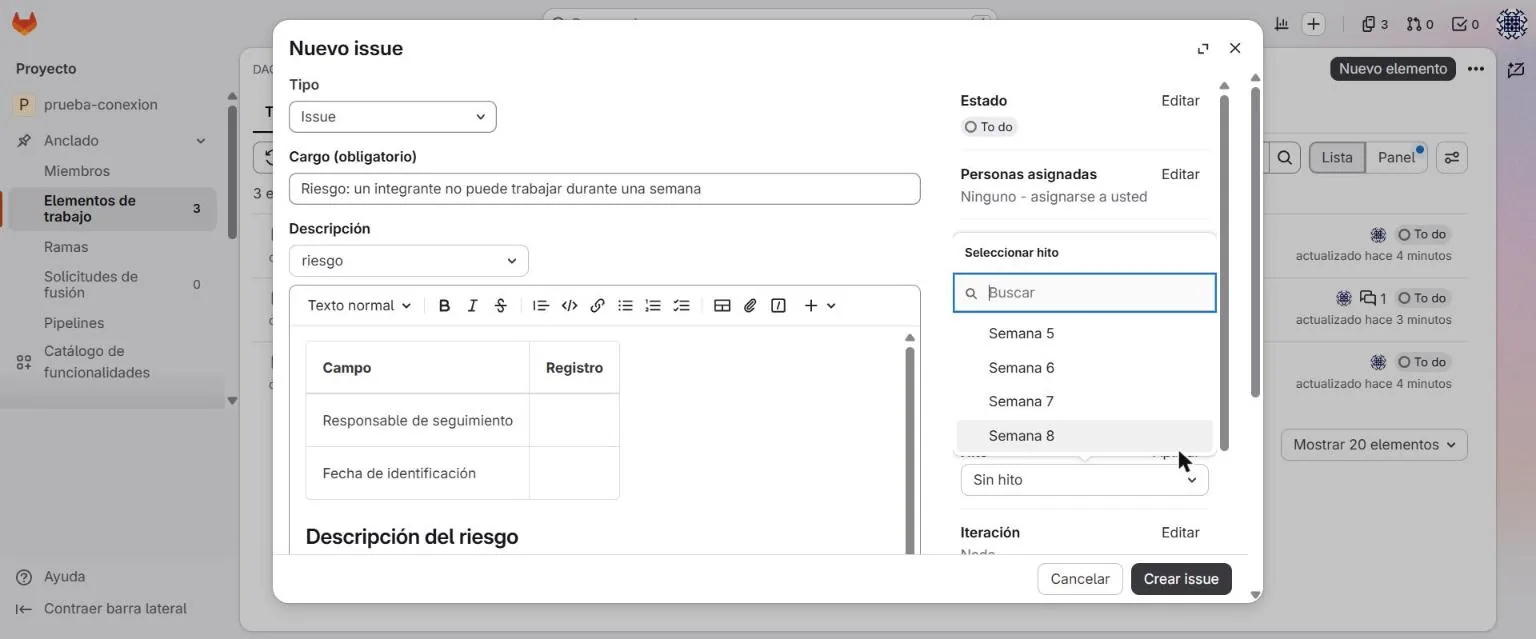 3
0
0
Proyecto
P prueba-conexion
Anclado
Miembros
Elementos de
trabajo
3
Ramas
Solicitudes de
fusión
0
Pipelines
Catálogo de
funcionalidades
Ayuda
Contraer barra lateral
Nuevo issue
Tipo
Issue
Cargo (obligatorio)
Riesgo: un integrante no puede trabajar durante una semana
Descripción
riesgo
Texto normal
Campo Registro
Responsable de seguimiento
Fecha de identificación
Descripción del riesgo
Estado Editar
To do
Personas asignadas Editar
Ninguno - asignarse a usted
Seleccionar hito
Buscar
Semana 5
Semana 6
Semana 7
Semana 8
Sin hito
Iteración Editar
Cancelar
Crear issue
Nuevo elemento
Lista
Panel
To do
actualizado hace 4 minutos
1 To do
actualizado hace 3 minutos
To do
actualizado hace 4 minutos
Mostrar 20 elementos